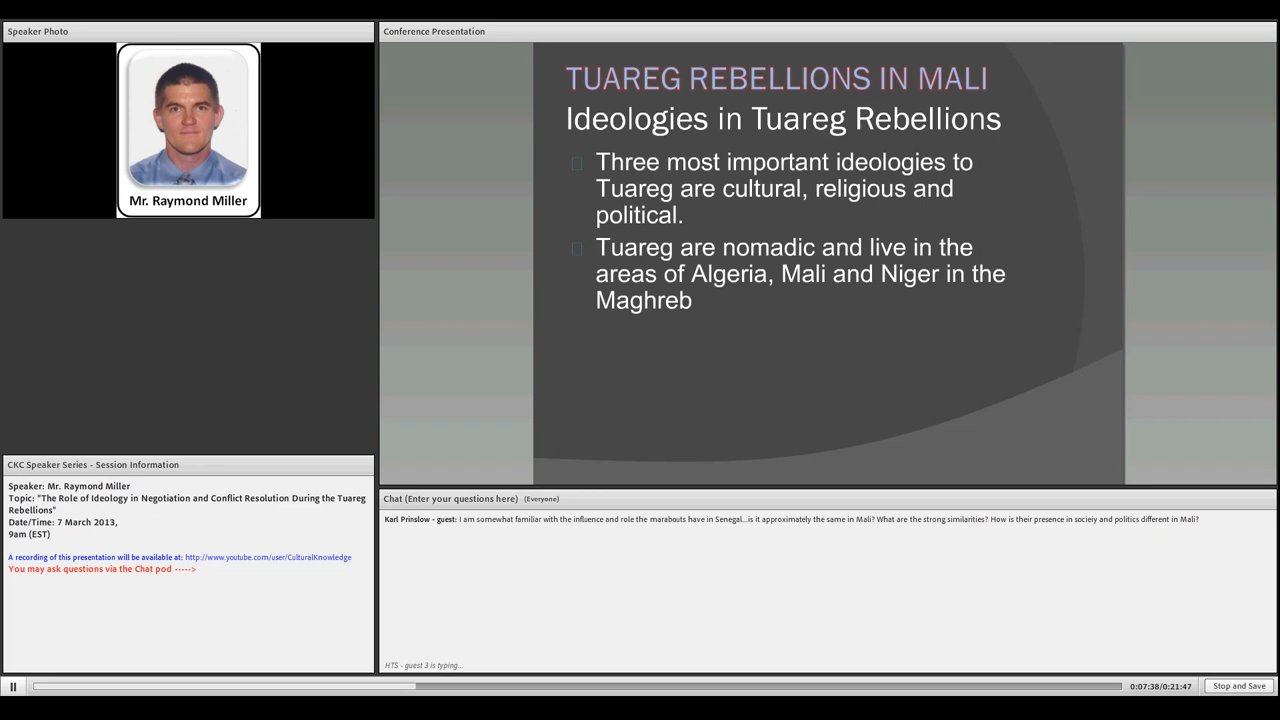 Speaker Photo
Mr. Raymond Miller
Conference Presentation
TUAREG REBELLIONS IN MALI
Ideologies in Tuareg Rebellions
Three most important ideologies to
Tuareg are cultural, religious and
political.
Tuareg are nomadic and live in the
areas of Algeria, Mali and Niger in the
Maghreb
CKC Speaker Series - Session Information
Speaker: Mr. Raymond Miller
Topic: "The Role of Ideology in Negotiation and Conflict Resolution During the Tuareg
Rebellions"
Date/Time: 7 March 2013,
9am (EST)
A recording of this presentation will be available at: http://www.youtube.com/user/CulturalKnowledge
You may ask questions via the Chat pod ----->
Chat (Enter your questions here) (Everyone)
Karl Prinslow - guest: I am somewhat familiar with the influence and role the marabouts have in Senegal...is it approximately the same in Mali? What are the strong similarities? How is their presence in socieiy and politics different in Mali?
HTS - guest 3 is typing...
0:07:38/0:21:47
Stop and Save